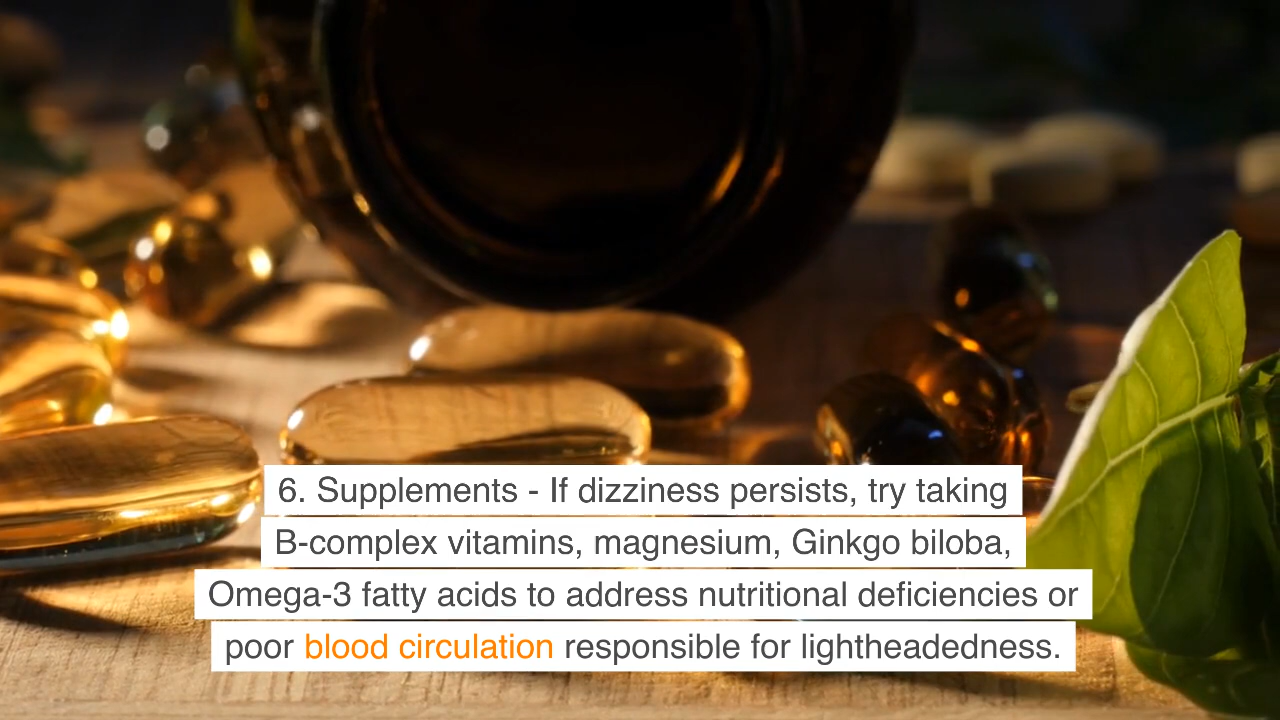 6. Supplements - If dizziness persists, try taking
B-complex vitamins, magnesium, Ginkgo biloba,
Omega-3 fatty acids to address nutritional deficiencies or
poor blood circulation responsible for lightheadedness.